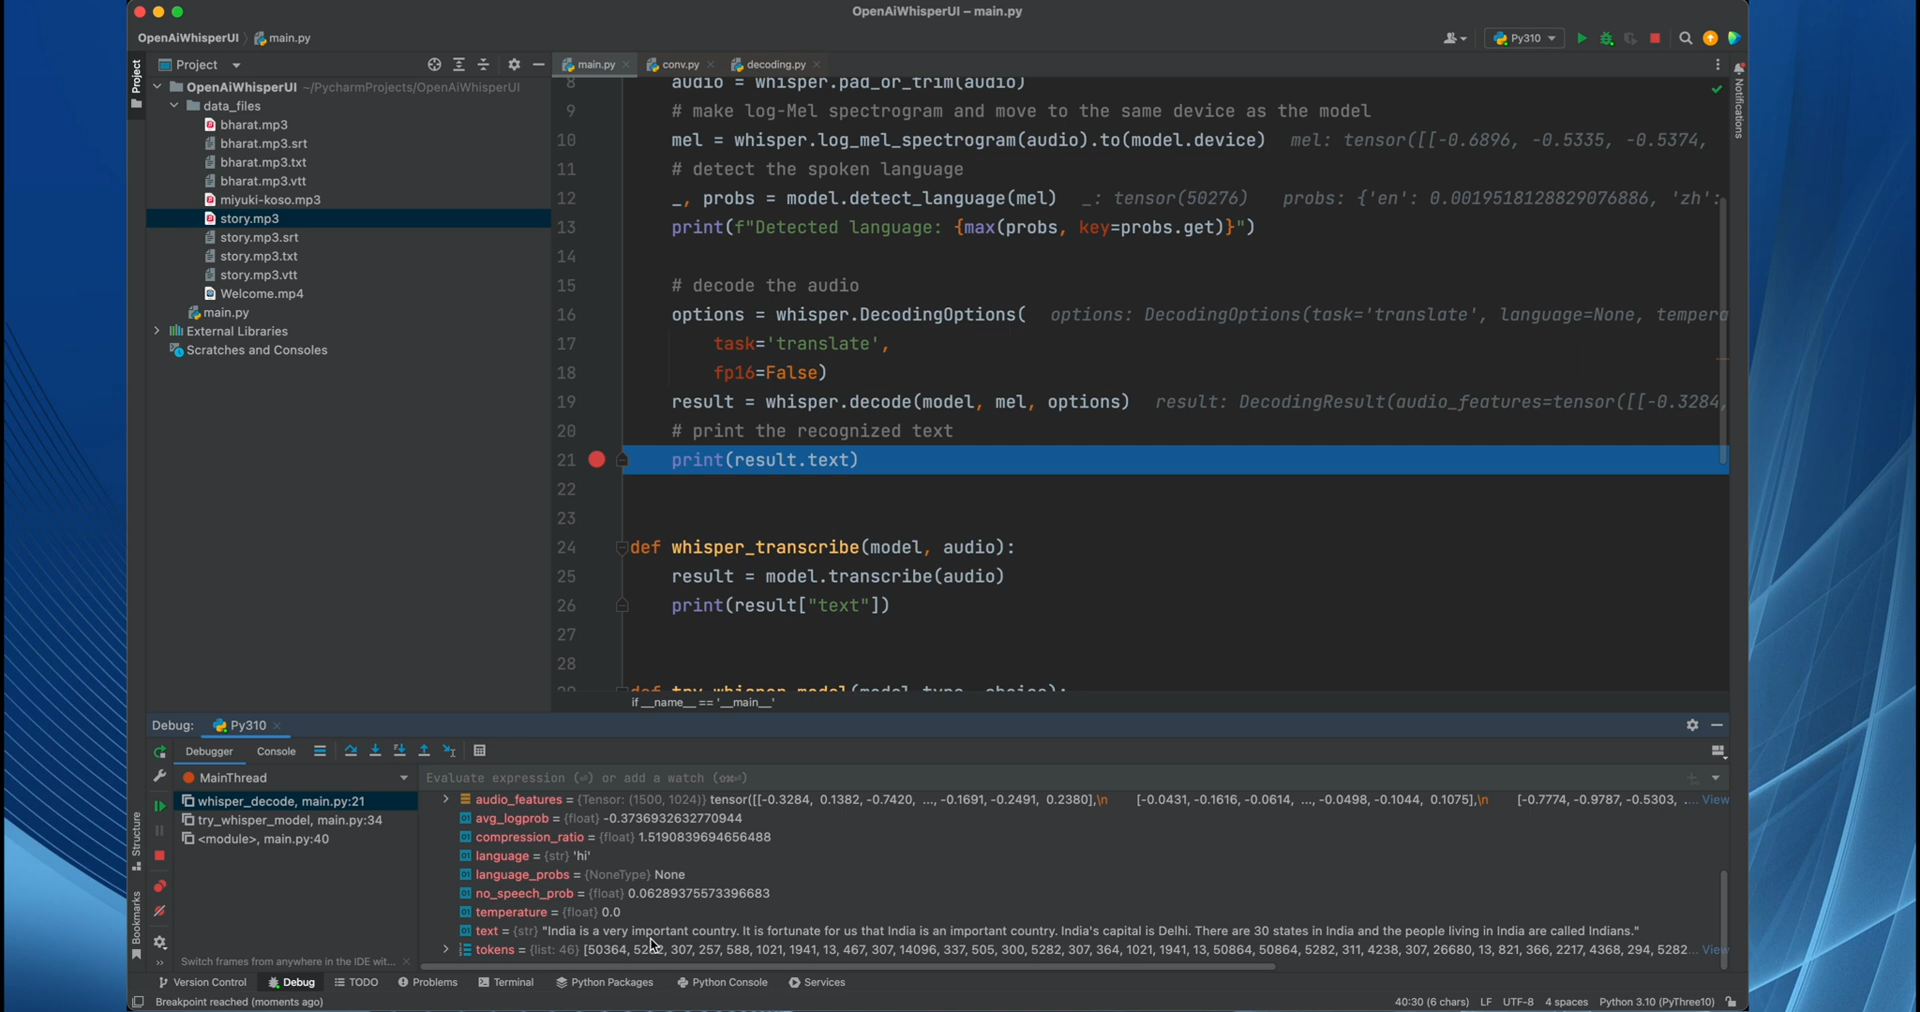 OpenAiWhisperUI – main.py
OpenAiWhisperUI
main.py
Py310
Project
Project
OpenAiWhisperUI ~/PycharmProjects/OpenAiWhisperUI
data_files
bharat.mp3
bharat.mp3.srt
bharat.mp3.txt
bharat.mp3.vtt
miyuki-koso.mp3
story.mp3
story.mp3.srt
story.mp3.txt
story.mp3.vtt
Welcome.mp4
main.py
External Libraries
Scratches and Consoles
main.py
conv.py
decoding.py
Notifications
8 audio = whisper.pad_or_trim(audio)
9 # make log-Mel spectrogram and move to the same device as the model
10 mel = whisper.log_mel_spectrogram(audio).to(model.device) mel: tensor([[-0.6896, -0.5335, -0.5374,
11 # detect the spoken language
12 _, probs = model.detect_language(mel) _: tensor(50276) probs: {'en': 0.0019518128829076886, 'zh':
13 print(f"Detected language: {max(probs, key=probs.get)}")
14
15 # decode the audio
16 options = whisper.DecodingOptions( options: DecodingOptions(task='translate', language=None, tempera
17 task='translate',
18 fp16=False)
19 result = whisper.decode(model, mel, options) result: DecodingResult(audio_features=tensor([[-0.3284,
20 # print the recognized text
21 print(result.text)
22
23
24 def whisper_transcribe(model, audio):
25 result = model.transcribe(audio)
26 print(result["text"])
27
28
def try_whisper_model(model_type, choice):
if __name__ == '__main__'
Debug: Py310
Debugger Console
MainThread
Evaluate expression (⏎) or add a watch (⇧⌘⏎)
whisper_decode, main.py:21
try_whisper_model, main.py:34
<module>, main.py:40
Switch frames from anywhere in the IDE wit...
audio_features = {Tensor: (1500, 1024)} tensor([[-0.3284, 0.1382, -0.7420, ..., -0.1691, -0.2491, 0.2380],\n [-0.0431, -0.1616, -0.0614, ..., -0.0498, -0.1044, 0.1075],\n [-0.7774, -0.9787, -0.5303, ... View
avg_logprob = {float} -0.3736932632770944
compression_ratio = {float} 1.5190839694656488
language = {str} 'hi'
language_probs = {NoneType} None
no_speech_prob = {float} 0.06289375573396683
temperature = {float} 0.0
text = {str} "India is a very important country. It is fortunate for us that India is an important country. India's capital is Delhi. There are 30 states in India and the people living in India are called Indians."
tokens = {list: 46} [50364, 307, 257, 588, 1021, 1941, 13, 467, 307, 14096, 337, 505, 300, 5282, 307, 364, 1021, 1941, 13, 50864, 50864, 5282, 311, 4238, 307, 26680, 13, 821, 366, 2217, 4368, 294, 5282... View
Structure
Bookmarks
Version Control Debug TODO Problems Terminal Python Packages Python Console Services
Breakpoint reached (moments ago)
40:30 (6 chars) LF UTF-8 4 spaces Python 3.10 (PyThree10)